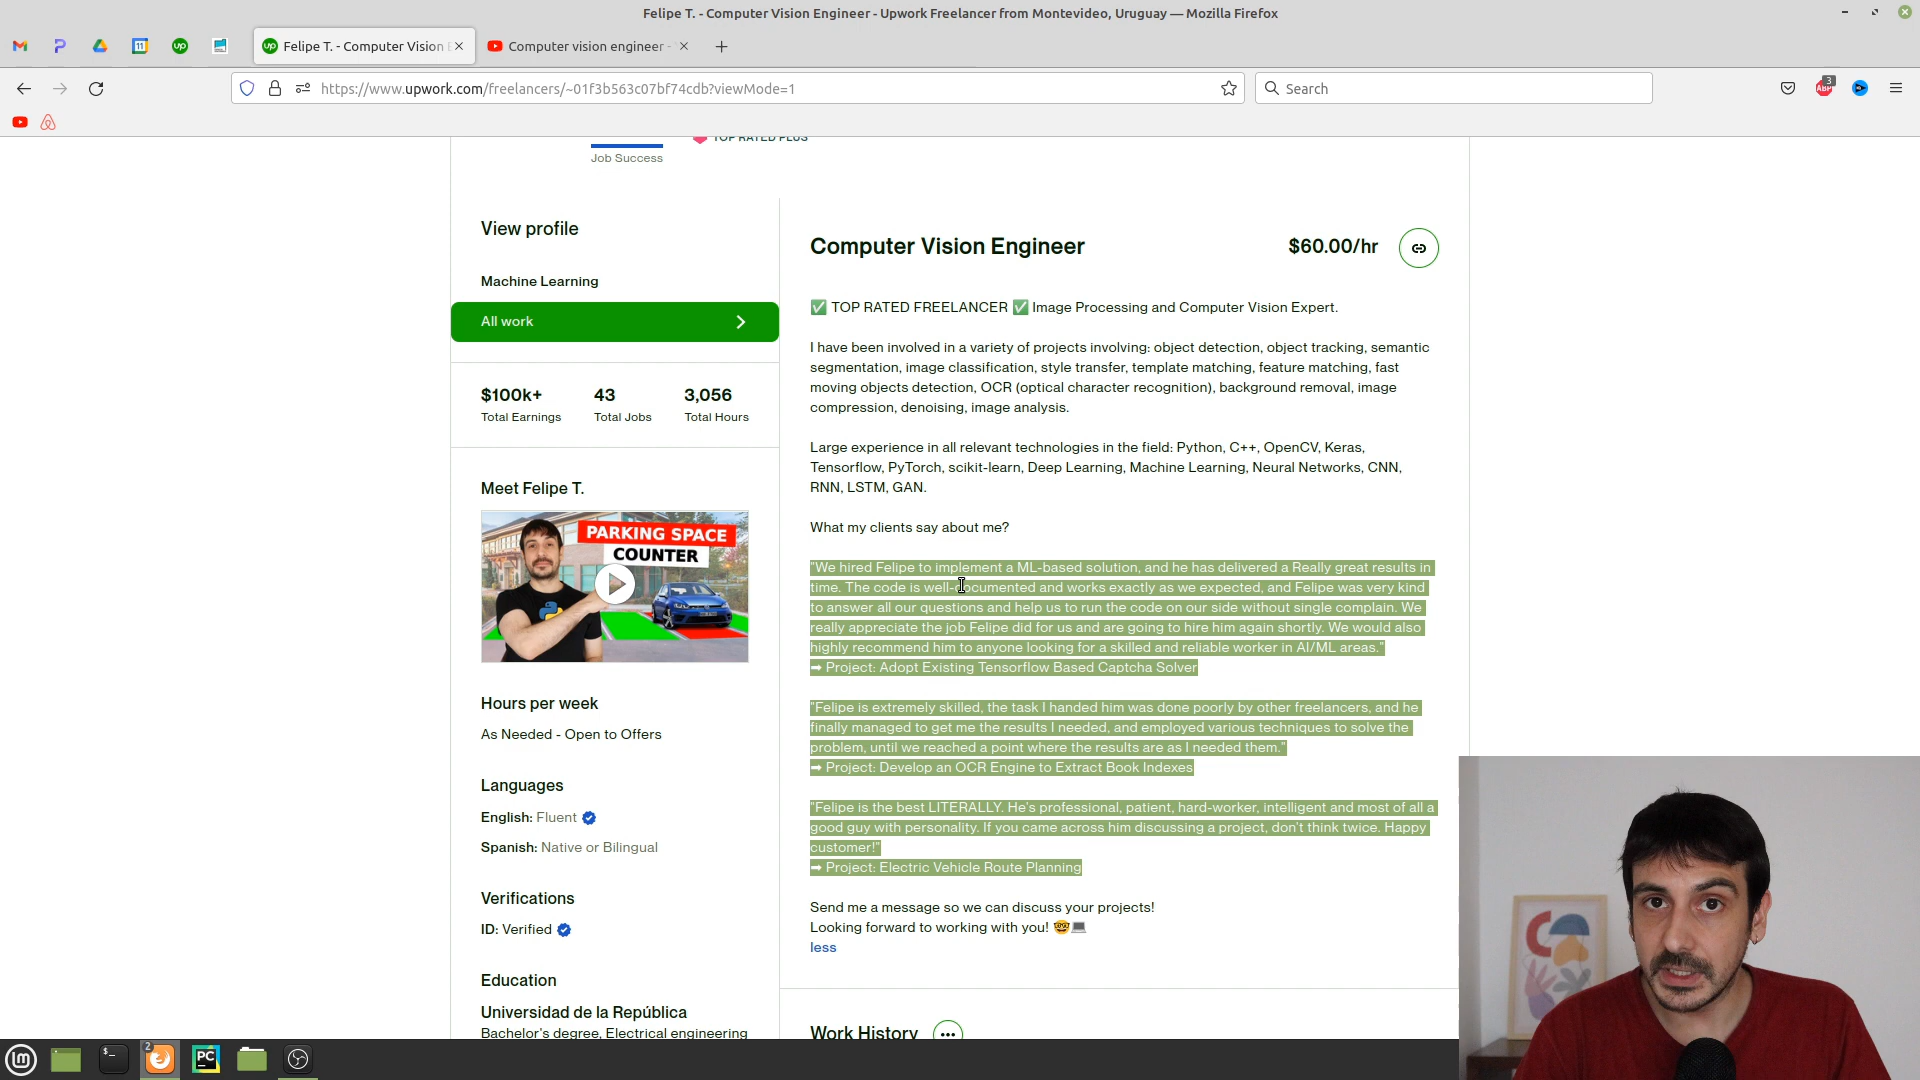 Felipe T. - Computer Vision Engineer - Upwork Freelancer from Montevideo, Uruguay — Mozilla Firefox
31
up
up
Felipe T. - Computer Vision E
Computer vision engineer -
https://www.upwork.com/freelancers/~01f3b563c07bf74cdb?viewMode=1
Search
3
ABP
TOP RATED PLUS
Job Success
View profile
Machine Learning
All work
$100k+
43
3,056
Total Earnings
Total Jobs
Total Hours
Meet Felipe T.
PARKING SPACE
COUNTER
Hours per week
As Needed - Open to Offers
Languages
English: Fluent
Spanish: Native or Bilingual
Verifications
ID: Verified
Education
Universidad de la República
Bachelor's degree, Electrical engineering
Computer Vision Engineer
$60.00/hr
✅ TOP RATED FREELANCER ✅ Image Processing and Computer Vision Expert.
I have been involved in a variety of projects involving: object detection, object tracking, semantic
segmentation, image classification, style transfer, template matching, feature matching, fast
moving objects detection, OCR (optical character recognition), background removal, image
compression, denoising, image analysis.
Large experience in all relevant technologies in the field: Python, C++, OpenCV, Keras,
Tensorflow, PyTorch, scikit-learn, Deep Learning, Machine Learning, Neural Networks, CNN,
RNN, LSTM, GAN.
What my clients say about me?
"We hired Felipe to implement a ML-based solution, and he has delivered a Really great results in
time. The code is well-documented and works exactly as we expected, and Felipe was very kind
to answer all our questions and help us to run the code on our side without single complain. We
really appreciate the job Felipe did for us and are going to hire him again shortly. We would also
highly recommend him to anyone looking for a skilled and reliable worker in AI/ML areas."
➡ Project: Adopt Existing Tensorflow Based Captcha Solver
"Felipe is extremely skilled, the task I handed him was done poorly by other freelancers, and he
finally managed to get me the results I needed, and employed various techniques to solve the
problem, until we reached a point where the results are as I needed them."
➡ Project: Develop an OCR Engine to Extract Book Indexes
"Felipe is the best LITERALLY. He's professional, patient, hard-worker, intelligent and most of all a
good guy with personality. If you came across him discussing a project, don't think twice. Happy
customer!"
➡ Project: Electric Vehicle Route Planning
Send me a message so we can discuss your projects!
Looking forward to working with you! 🤓💻
less
Work History
2
PC